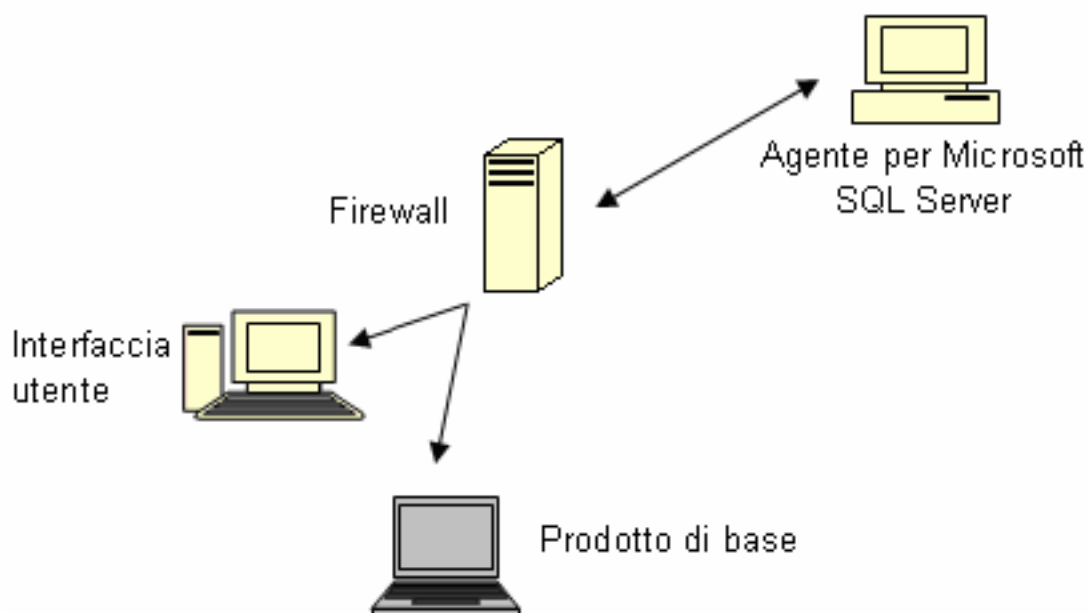 Agente per Microsoft
SQL Server
Firewall
Interfaccia
utente
Prodotto di base